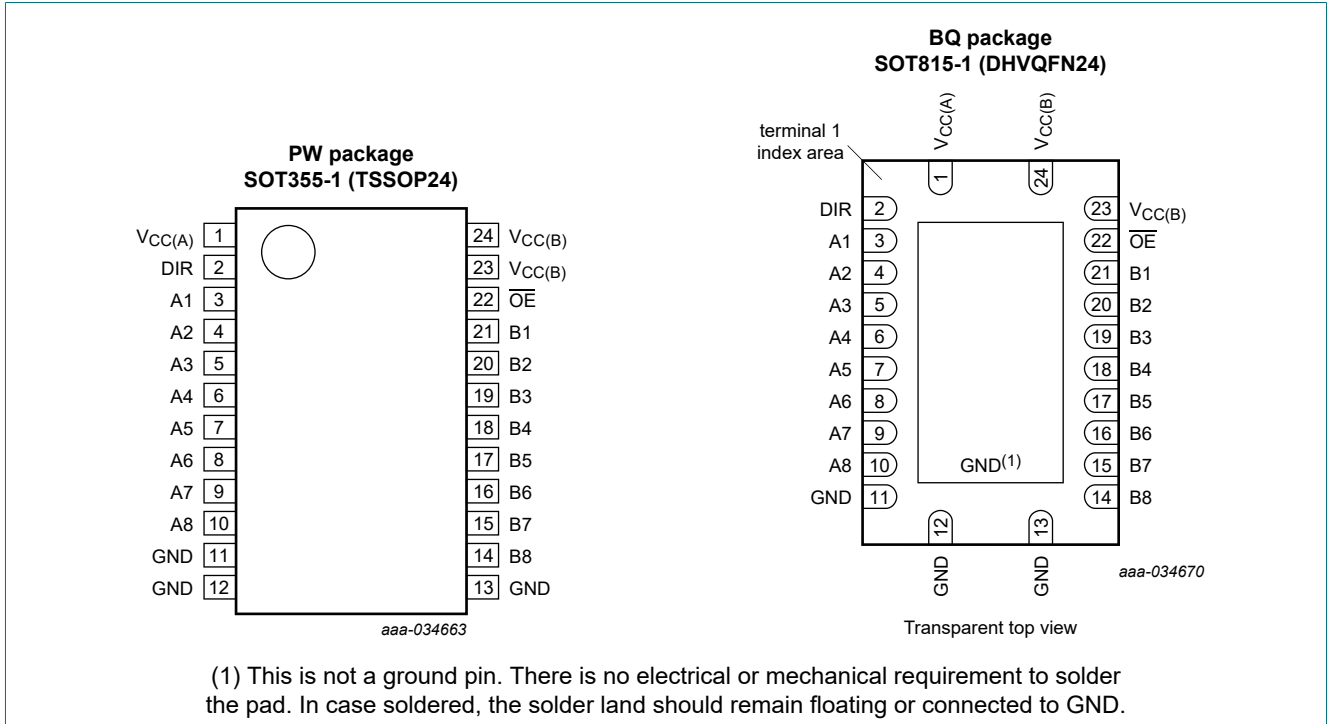 PW package
SOT355-1 (TSSOP24)
VCC(A) 1
DIR 2
A1 3
A2 4
A3 5
A4 6
A5 7
A6 8
A7 9
A8 10
GND 11
GND 12
24 VCC(B)
23 VCC(B)
22 OE
21 B1
20 B2
19 B3
18 B4
17 B5
16 B6
15 B7
14 B8
13 GND
aaa-034663
BQ package
SOT815-1 (DHVQFN24)
terminal 1
index area
VCC(A)
1
VCC(B)
24
DIR 2
A1 3
A2 4
A3 5
A4 6
A5 7
A6 8
A7 9
A8 10
GND 11
23 VCC(B)
22 OE
21 B1
20 B2
19 B3
18 B4
17 B5
16 B6
15 B7
14 B8
GND(1)
12
GND
13
GND
aaa-034670
Transparent top view
(1) This is not a ground pin. There is no electrical or mechanical requirement to solder
the pad. In case soldered, the solder land should remain floating or connected to GND.